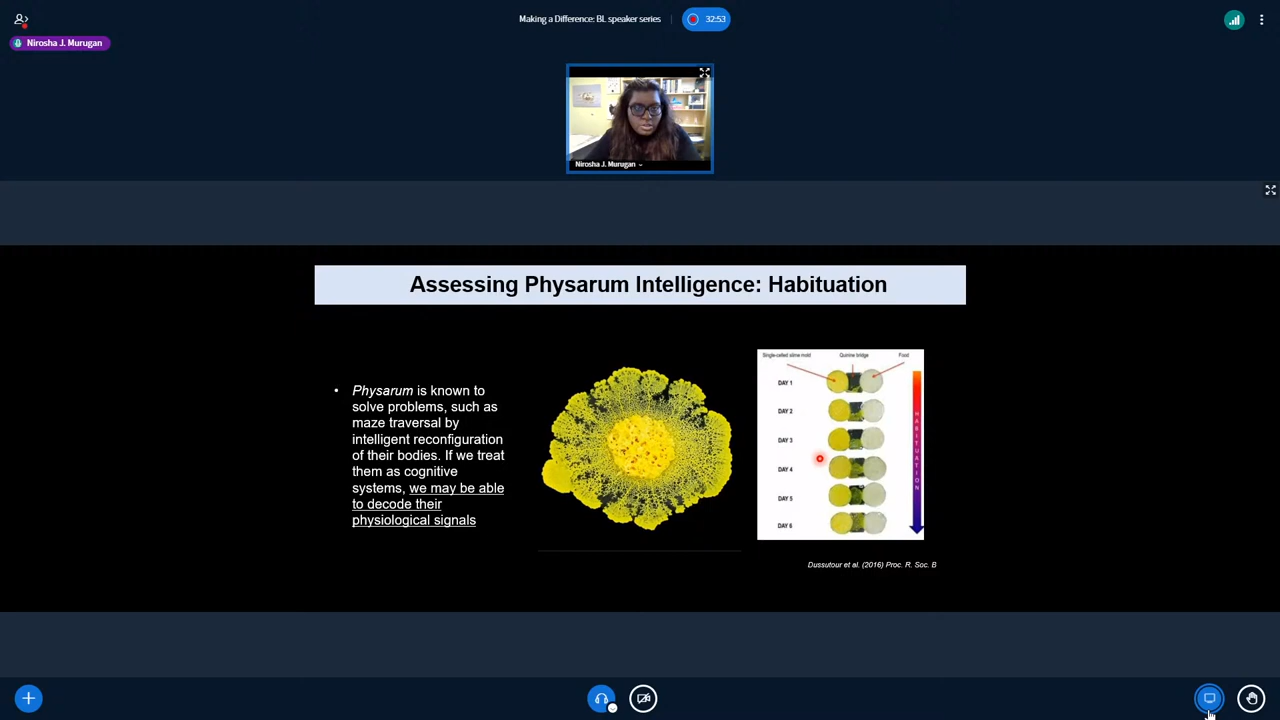 Making a Difference: BL speaker series
32:53
Nirosha J. Murugan
Nirosha J. Murugan
Assessing Physarum Intelligence: Habituation
• Physarum is known to
solve problems, such as
maze traversal by
intelligent reconfiguration
of their bodies. If we treat
them as cognitive
systems, we may be able
to decode their
physiological signals
Single-celled slime mold
Quinine bridge
Food
DAY 1
DAY 2
DAY 3
DAY 4
DAY 5
DAY 6
HABITUATION
Dussutour et al. (2016) Proc. R. Soc. B